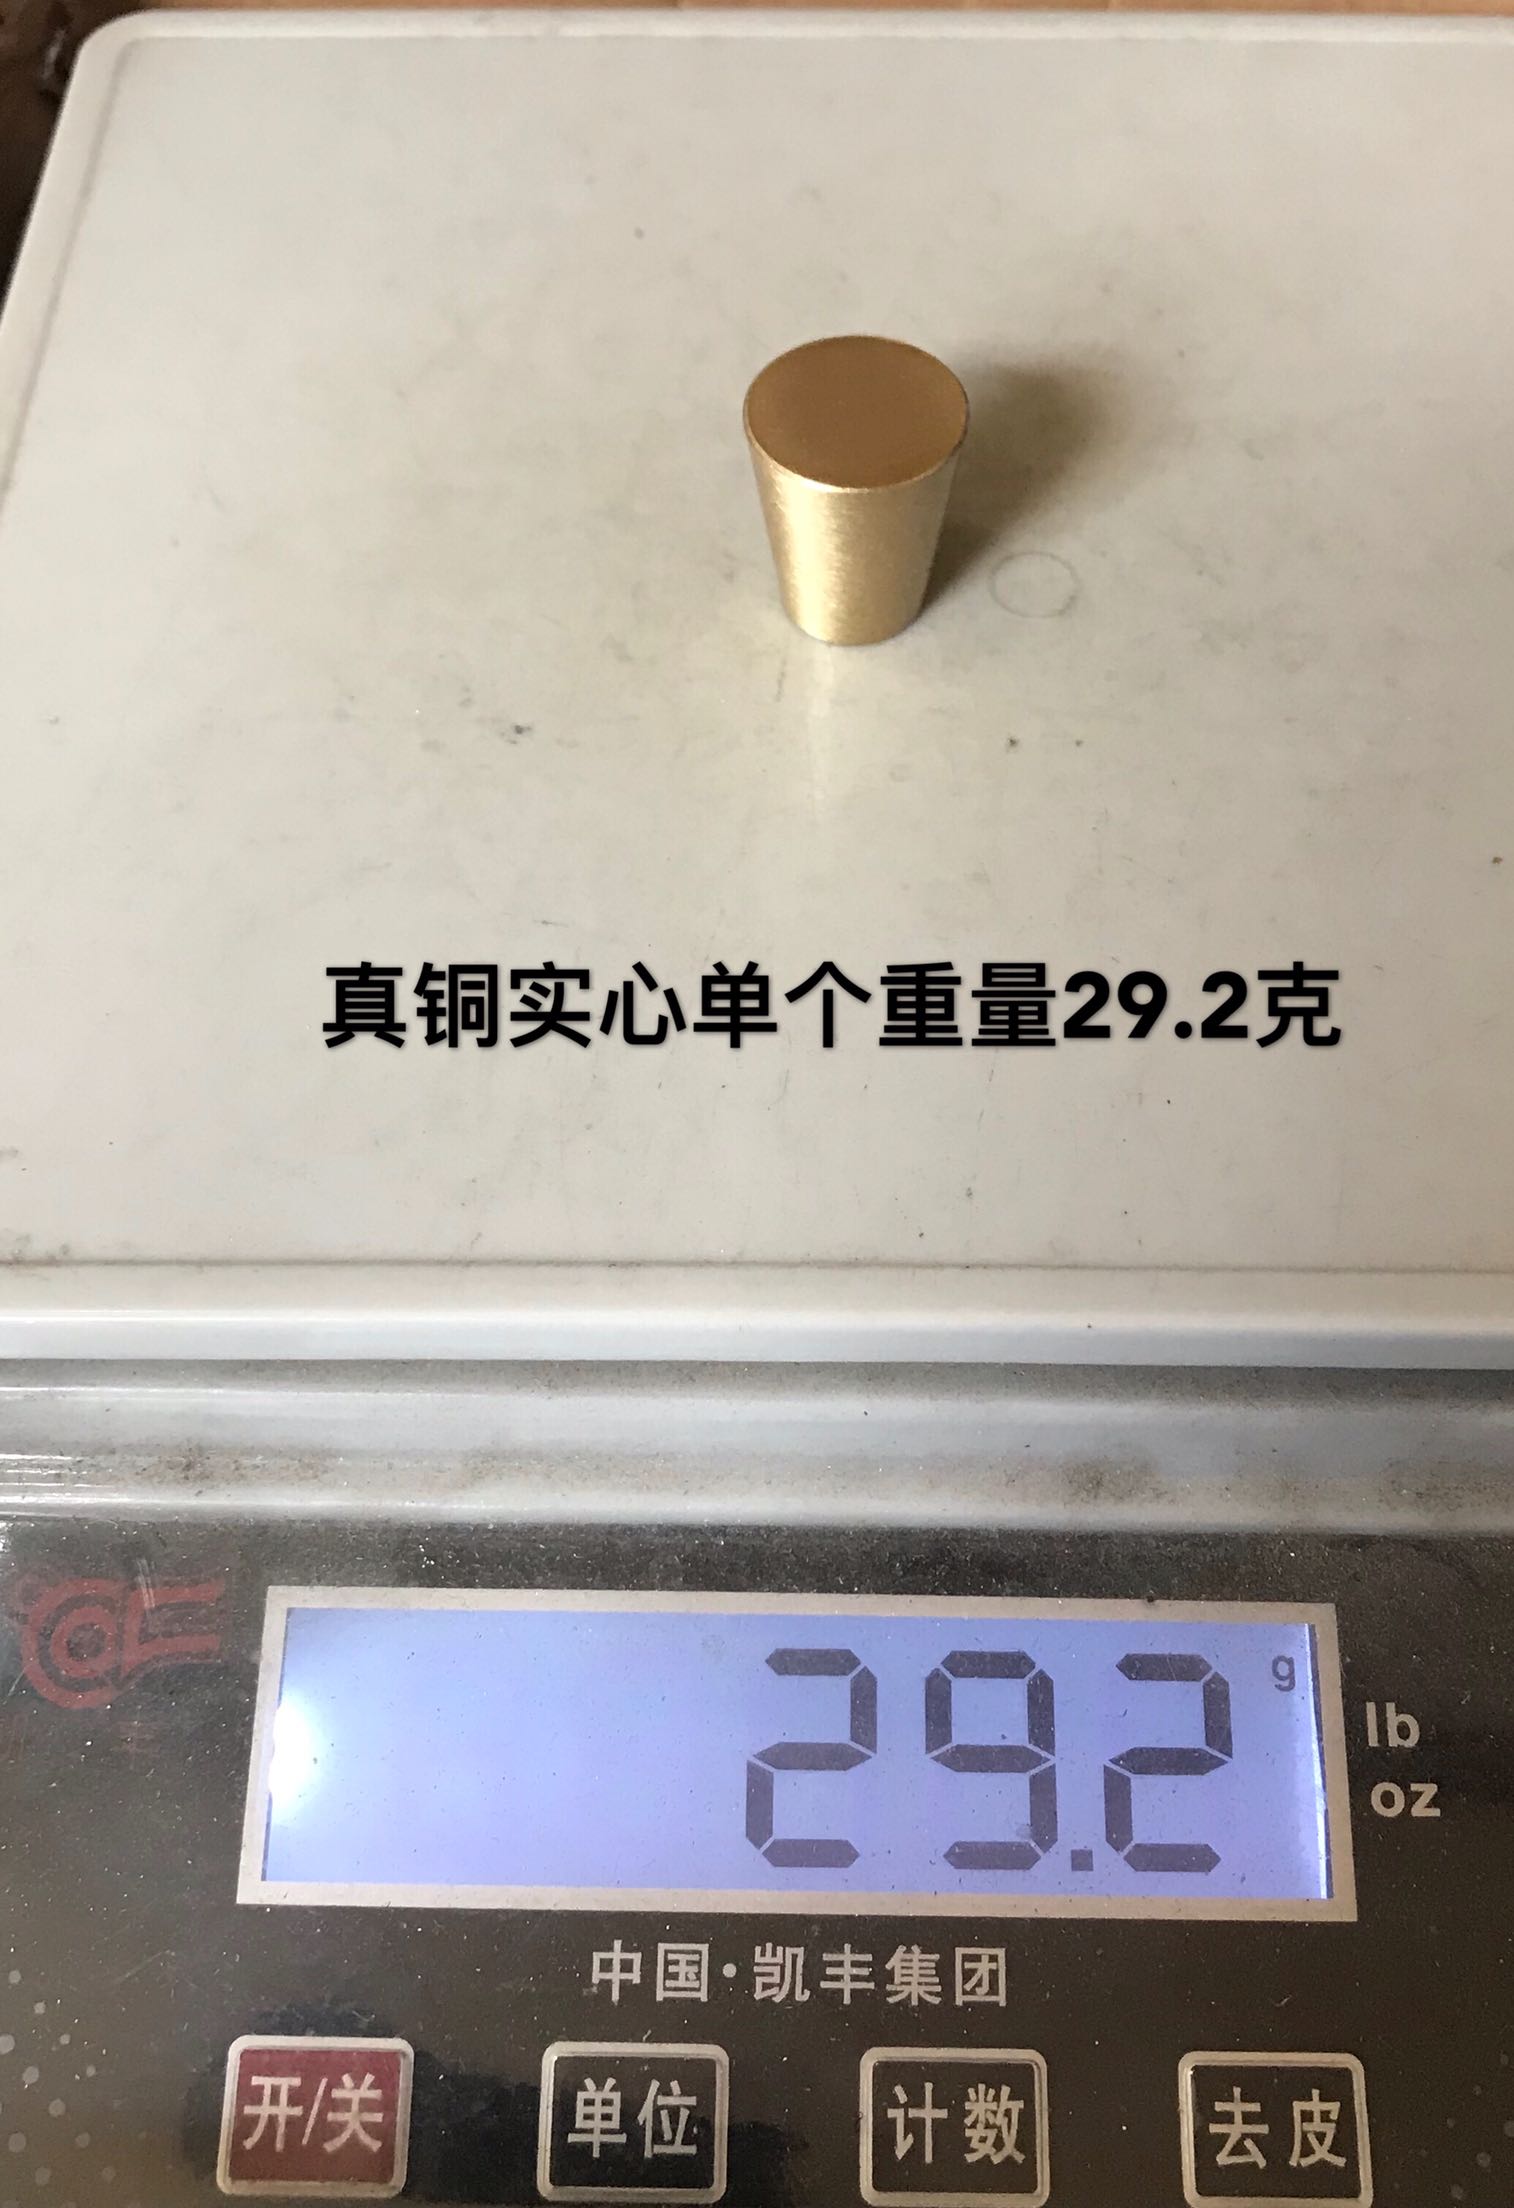 真铜实心单个重量29.2克
29.2 g
lb
oz
中国·凯丰集团
开/关 单位 计数 去皮